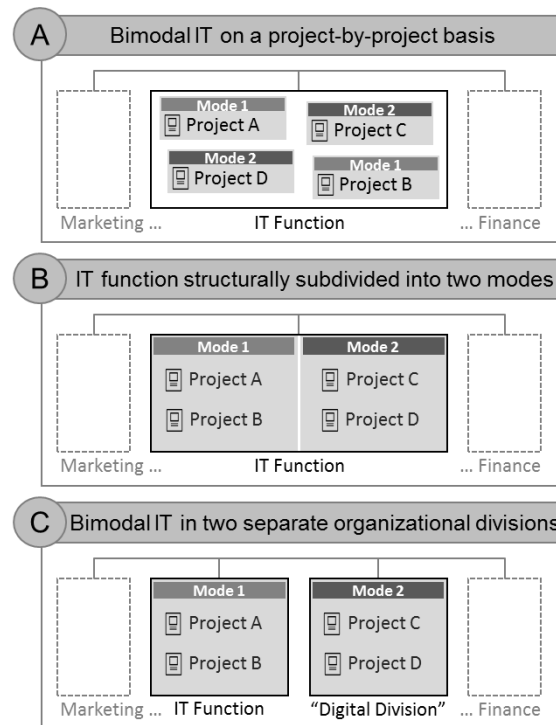 A
Bimodal IT on a project-by-project basis
Mode 1
Project A
Mode 2
Project C
Mode 2
Project D
Mode 1
Project B
Marketing ...
IT Function
... Finance
B
IT function structurally subdivided into two modes
Mode 1
Mode 2
Project A
Project C
Project B
Project D
Marketing ...
IT Function
... Finance
C
Bimodal IT in two separate organizational divisions
Mode 1
Mode 2
Project A
Project C
Project B
Project D
Marketing ...
IT Function
“Digital Division”
... Finance